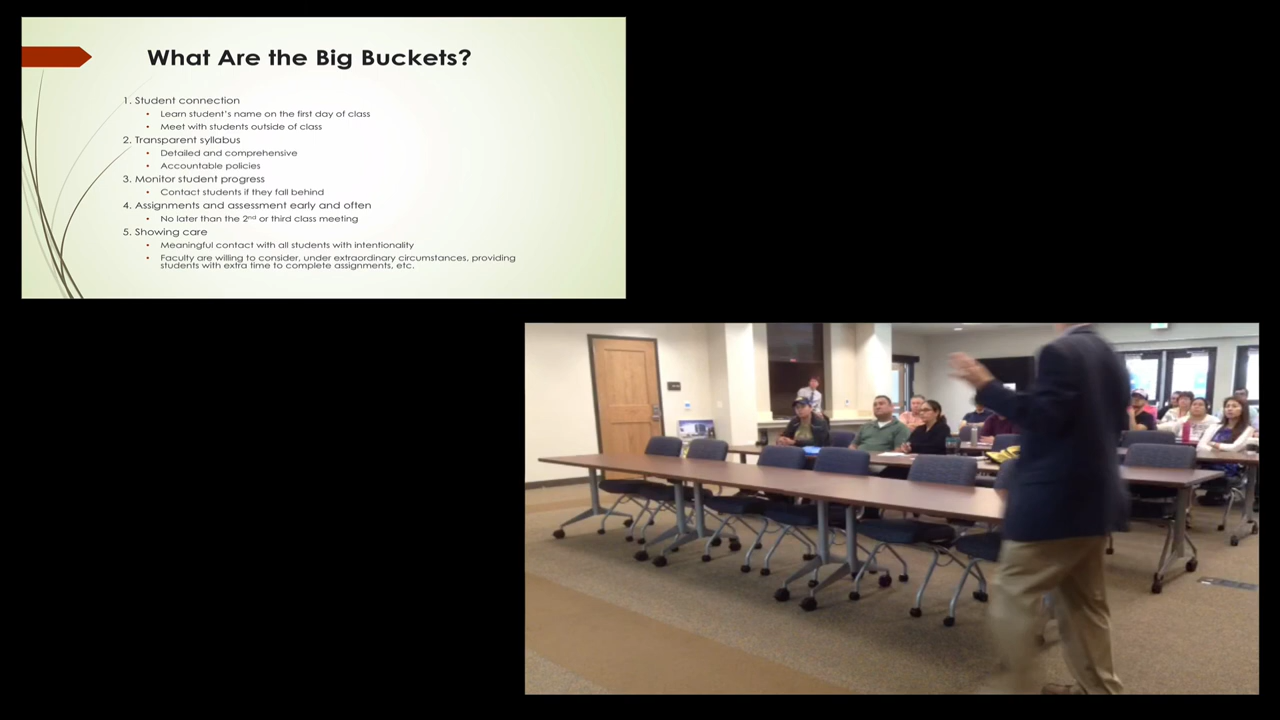 What Are the Big Buckets?
1. Student connection
• Learn student's name on the first day of class
• Meet with students outside of class
2. Transparent syllabus
• Detailed and comprehensive
• Accountable policies
3. Monitor student progress
• Contact students if they fall behind
4. Assignments and assessment early and often
• No later than the 2nd or third class meeting
5. Showing care
• Meaningful contact with all students with intentionality
• Faculty are willing to consider, under extraordinary circumstances, providing
students with extra time to complete assignments, etc.